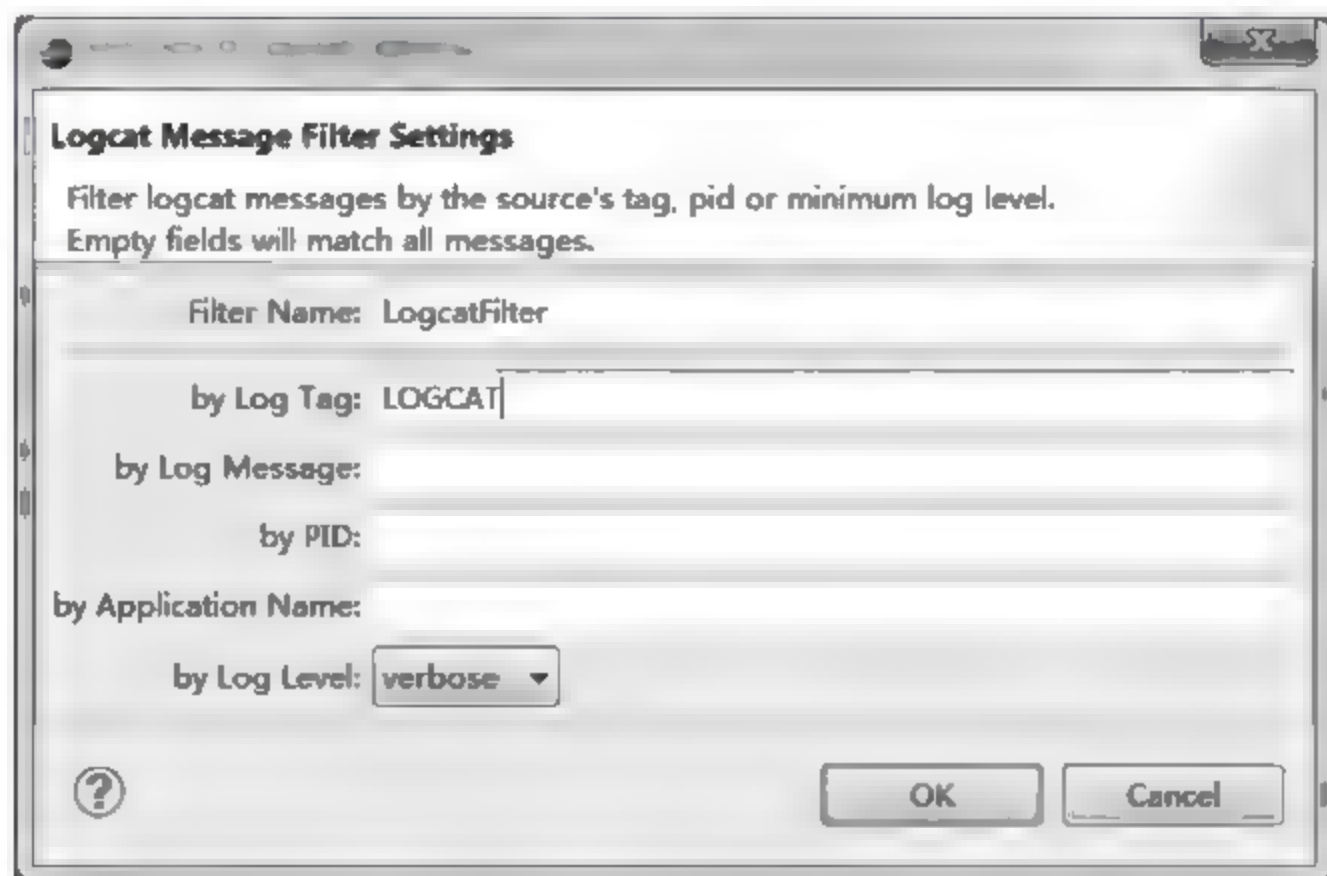 Logcat Message Filter Settings
Filter logcat messages by the source's tag, pid or minimum log level.
Empty fields will match all messages.
Filter Name: LogcatFilter
by Log Tag: LOGCAT
by Log Message:
by PID:
by Application Name:
by Log Level: verbose
? OK Cancel